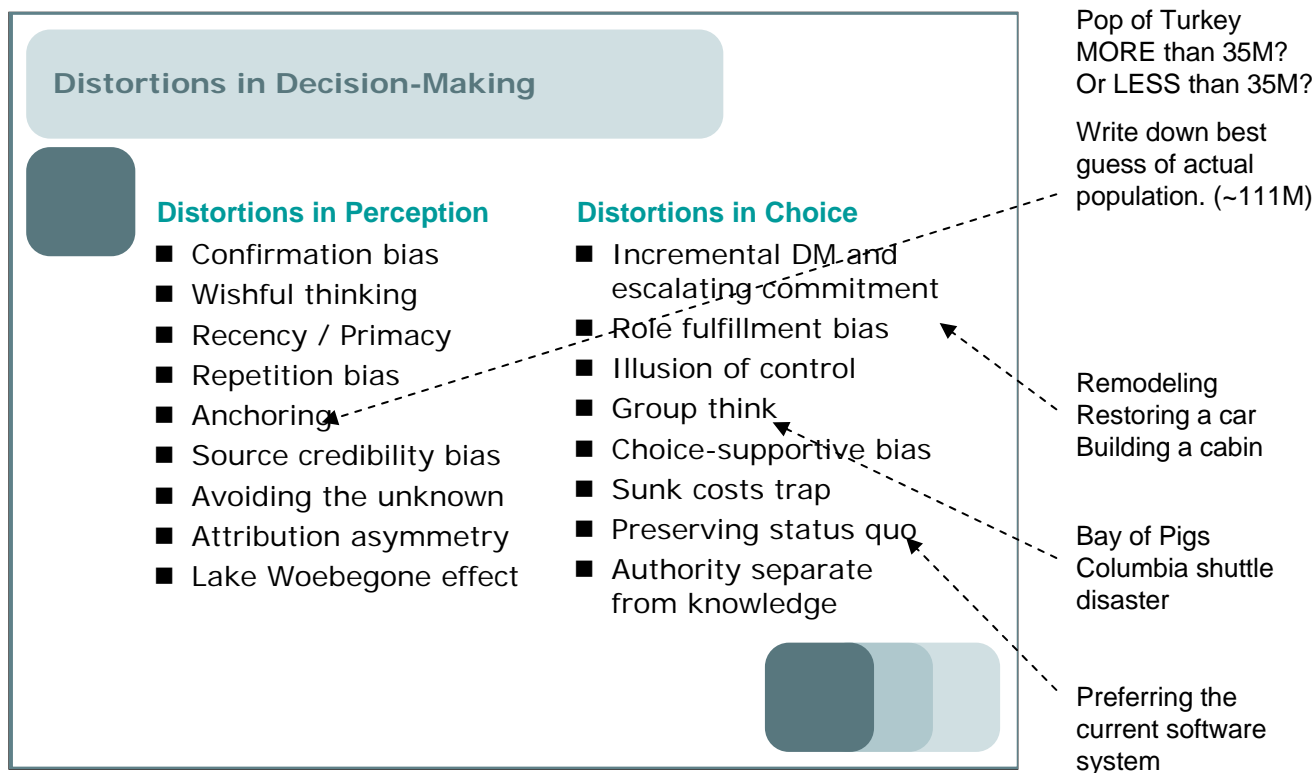 Distortions in Decision-Making
Distortions in Perception
■ Confirmation bias
■ Wishful thinking
■ Recency / Primacy
■ Repetition bias
■ Anchoring
■ Source credibility bias
■ Avoiding the unknown
■ Attribution asymmetry
■ Lake Woebegone effect
Distortions in Choice
■ Incremental DM and
escalating commitment
■ Role fulfillment bias
■ Illusion of control
■ Group think
■ Choice-supportive bias
■ Sunk costs trap
■ Preserving status quo
■ Authority separate
from knowledge
Pop of Turkey
MORE than 35M?
Or LESS than 35M?
Write down best
guess of actual
population. (~111M)
Remodeling
Restoring a car
Building a cabin
Bay of Pigs
Columbia shuttle
disaster
Preferring the
current software
system